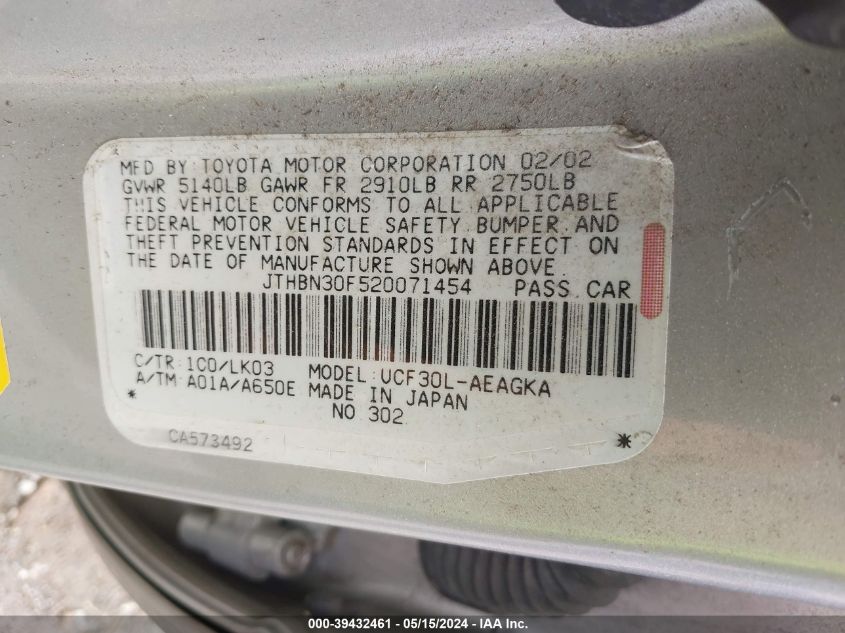 MFD BY: TOYOTA MOTOR CORPORATION 02/02
GVWR 5140LB GAWR FR 2910LB RR 2750LB
THIS VEHICLE CONFORMS TO ALL APPLICABLE
FEDERAL MOTOR VEHICLE SAFETY BUMPER AND
THEFT PREVENTION STANDARDS IN EFFECT ON
THE DATE OF MANUFACTURE SHOWN ABOVE.
JTHBN30F520071454 PASS.CAR
C/TR:1C0/LK03 MODEL:UCF30L-AEAGKA
A/TM:A01A/A650E MADE IN JAPAN
* NO 302 *
CA573492
000-39432461 - 05/15/2024 - IAA Inc.